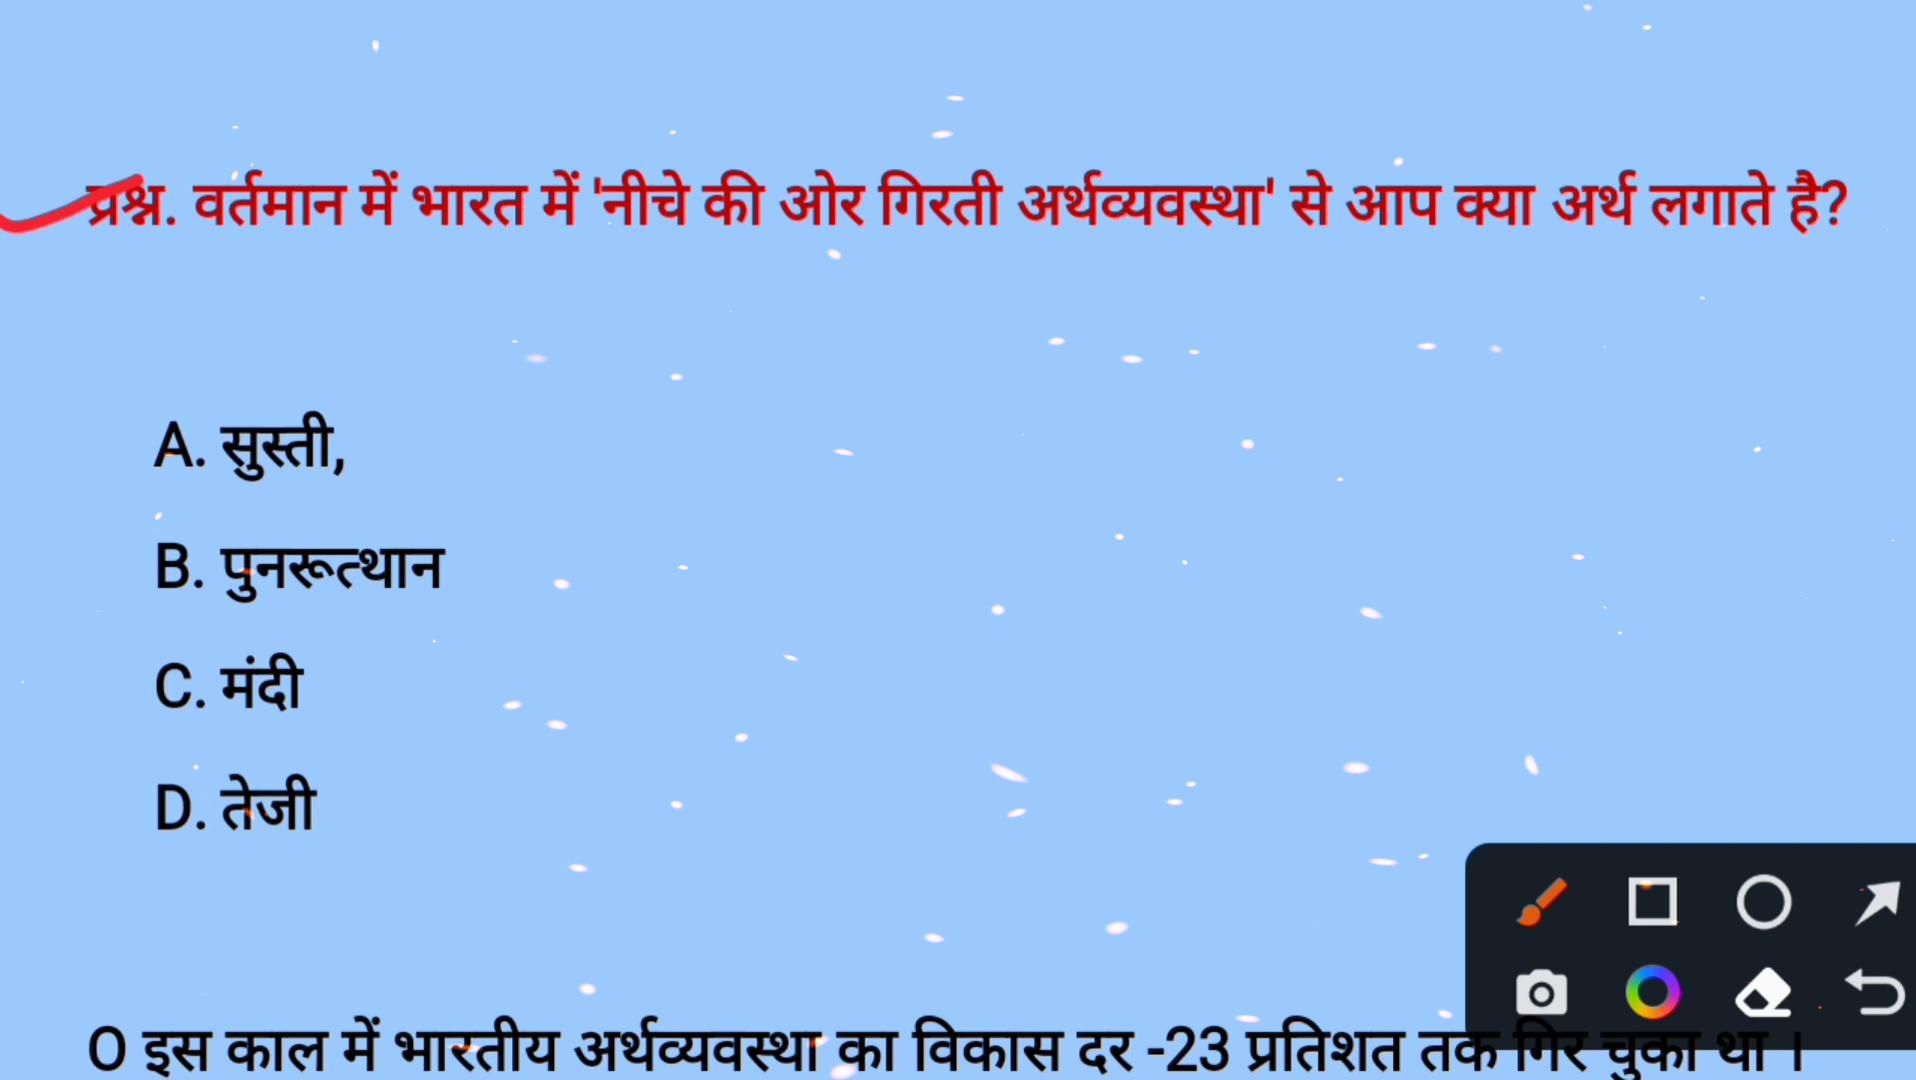 प्रश्न. वर्तमान में भारत में 'नीचे की ओर गिरती अर्थव्यवस्था' से आप क्या अर्थ लगाते है?
A. सुस्ती,
B. पुनरूत्थान
C. मंदी
D. तेजी
O इस काल में भारतीय अर्थव्यवस्था का विकास दर -23 प्रतिशत तक गिर चुका था ।